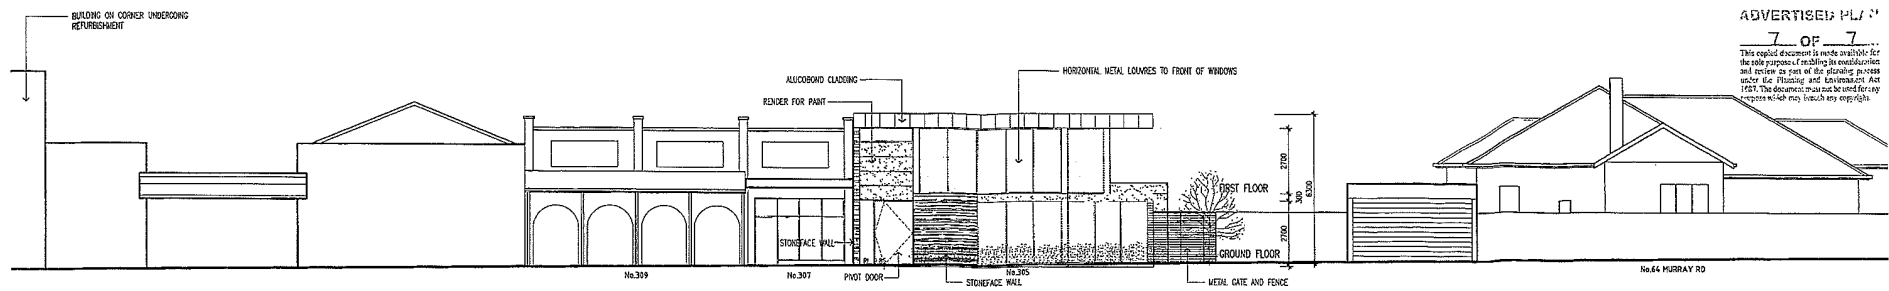 BUILDING ON CORNER UNDERGOING
REFURBISHMENT
ADVERTISED PLAN
7 OF 7
This copied document is made available for
the sole purpose of enabling its consideration
and review as part of the planning process
under the Planning and Environment Act
1987. The document must not be used for any
purpose which may breach any copyright.
HORIZONTAL METAL LOUVRES TO FRONT OF WINDOWS
ALUCOBOND CLADDING
RENDER FOR PAINT
2700
FIRST FLOOR
300
6300
2700
STONEFACE WALL
GROUND FLOOR
No.309
No.307
PIVOT DOOR
No.305
STONEFACE WALL
METAL GATE AND FENCE
No.64 MURRAY RD